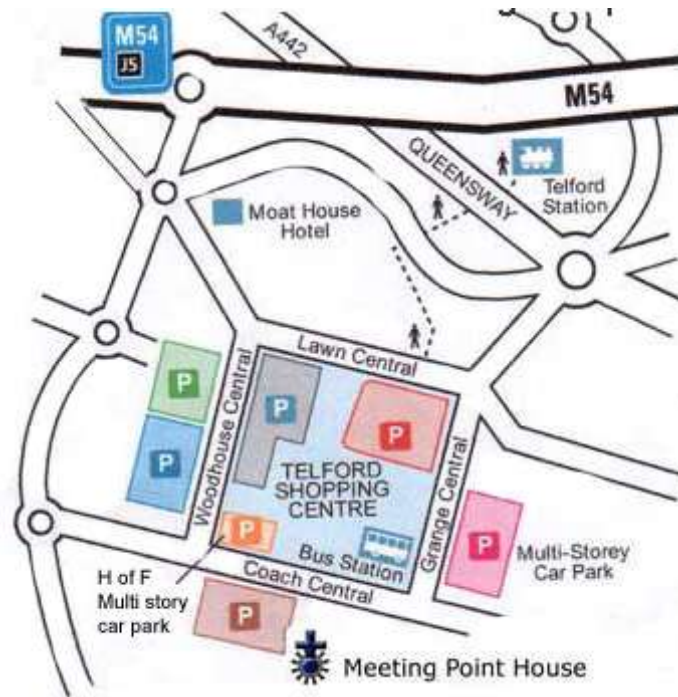 M54
J5
A442
M54
QUEENSWAY
Telford
Station
Moat House
Hotel
Lawn Central
Woodhouse Central
P
P
P
P
TELFORD
SHOPPING
CENTRE
Grange Central
P
P
Bus Station
Multi-Storey
Car Park
H of F
Multi story
car park
Coach Central
P
Meeting Point House